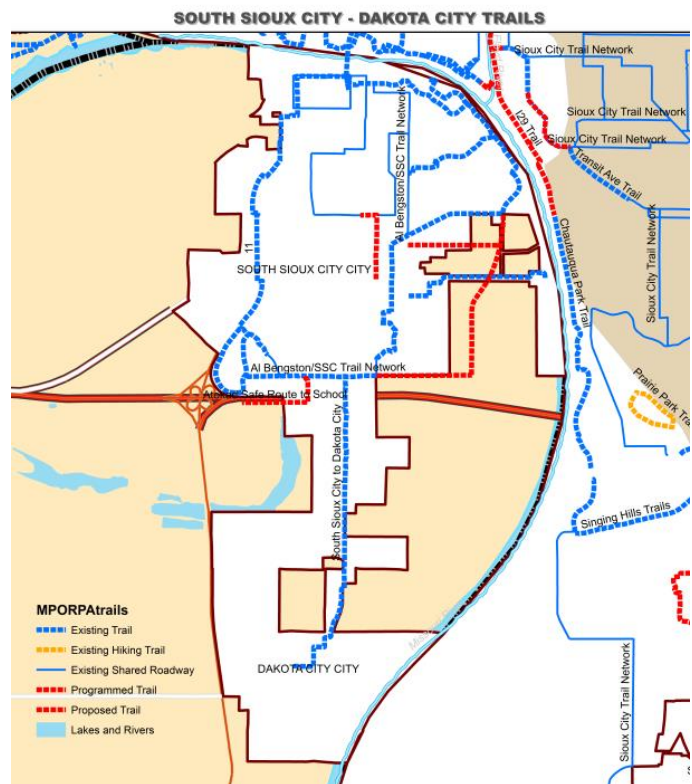 SOUTH SIOUX CITY - DAKOTA CITY TRAILS
Sioux City Trail Network
I29 Trail
Sioux City Trail Network
Sioux City Trail Network
Transit Ave Trail
Al Bengston/SSC Trail Network
Chautauqua Park Trail
11
Sioux City Trail Network
SOUTH SIOUX CITY CITY
Al Bengston/SSC Trail Network
Safe Route to School
Prairie Park
South Sioux City to Dakota City
Singing Hills Trails
MPORPAtrails
Existing Trail
Existing Hiking Trail
Existing Shared Roadway
Programmed Trail
Proposed Trail
Lakes and Rivers
DAKOTA CITY CITY
Sioux City Trail Network